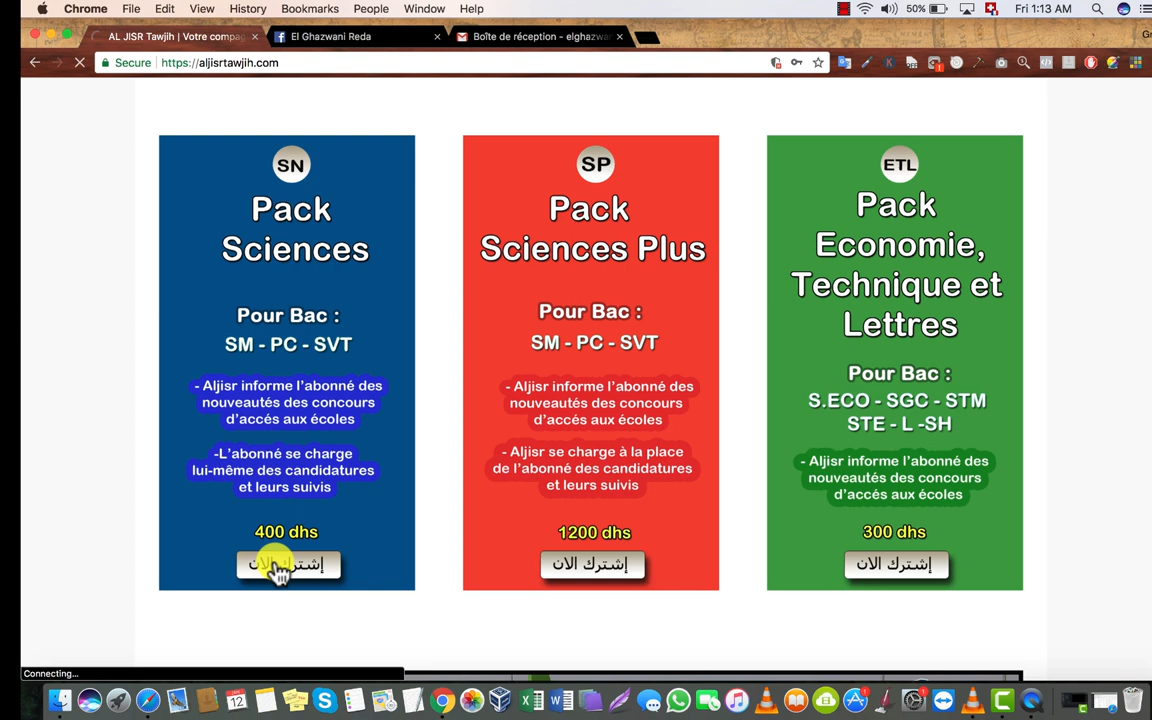 Chrome File Edit View History Bookmarks People Window Help
50% Fri 1:13 AM
AL JISR Tawjih | Votre compa
El Ghazwani Reda
Boîte de réception - elghazwa
Secure https://aljisrtawjih.com
SN
Pack
Sciences
Pour Bac :
SM - PC - SVT
- Aljisr informe l'abonné des
nouveautés des concours
d'accés aux écoles
-L'abonné se charge
lui-même des candidatures
et leurs suivis
400 dhs
إشترك الان
SP
Pack
Sciences Plus
Pour Bac :
SM - PC - SVT
- Aljisr informe l'abonné des
nouveautés des concours
d'accés aux écoles
- Aljisr se charge à la place
de l'abonné des candidatures
et leurs suivis
1200 dhs
إشترك الان
ETL
Pack
Economie,
Technique et
Lettres
Pour Bac :
S.ECO - SGC - STM
STE - L -SH
- Aljisr informe l'abonné des
nouveautés des concours
d'accés aux écoles
300 dhs
إشترك الان
Connecting...
12